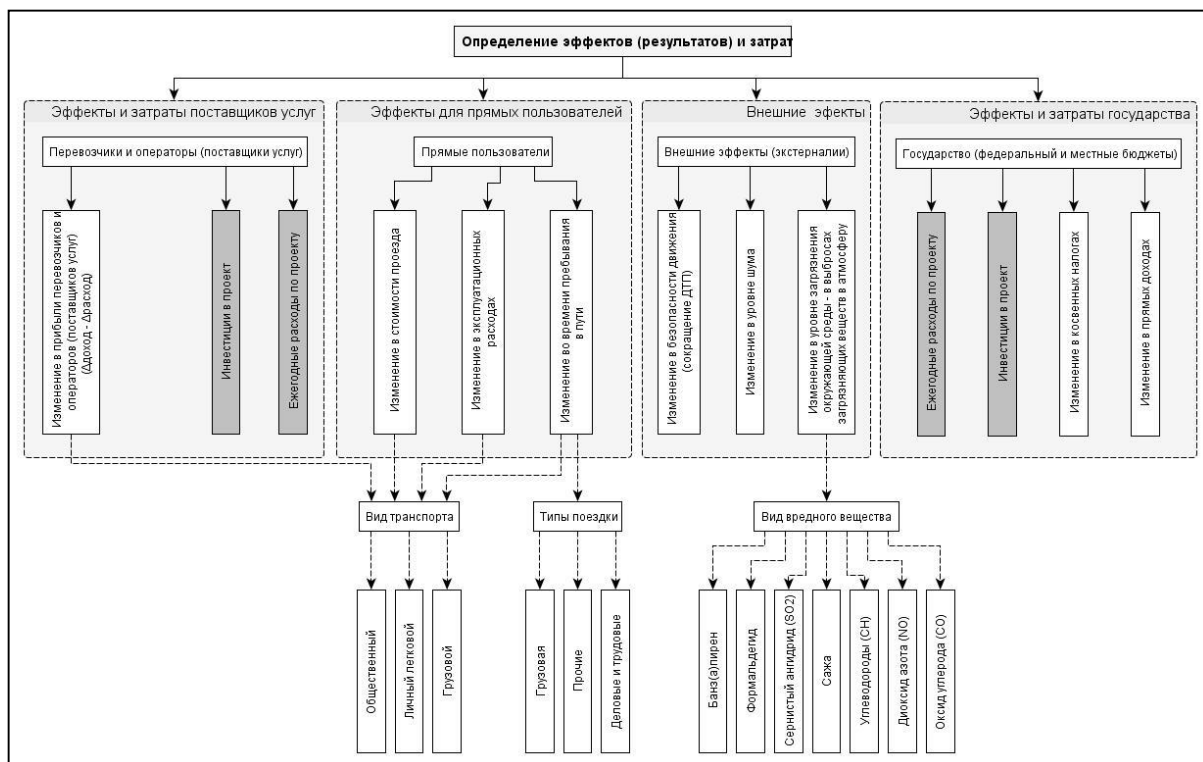 Определение эффектов (результатов) и затрат
Эффекты и затраты поставщиков услуг
Перевозчики и операторы (поставщики услуг)
Изменение в прибыли перевозчиков и
операторов (поставщиков услуг)
(Δдоход - Δрасход)
Инвестиции в проект
Ежегодные расходы по проекту
Эффекты для прямых пользователей
Прямые пользователи
Изменение в стоимости проезда
Изменение в эксплуатационных
расходах
Изменение во времени пребывания
в пути
Внешние эфекты
Внешние эффекты (экстерналии)
Изменение в безопасности движения
(сокращение ДТП)
Изменение в уровне шума
Изменение в уровне загрязнения
окружающей среды - в выбросах
загрязняющих веществ в атмосферу
Эффекты и затраты государства
Государство (федеральный и местные бюджеты)
Ежегодные расходы по проекту
Инвестиции в проект
Изменение в косвенных налогах
Изменение в прямых доходах
Вид транспорта
Общественный
Личный легковой
Грузовой
Типы поездки
Грузовая
Прочие
Деловые и трудовые
Вид вредного вещества
Банз(а)пирен
Формальдегид
Сернистый ангидрид (SO2)
Сажа
Углеводороды (CH)
Диоксид азота (NO)
Оксид углерода (CO)